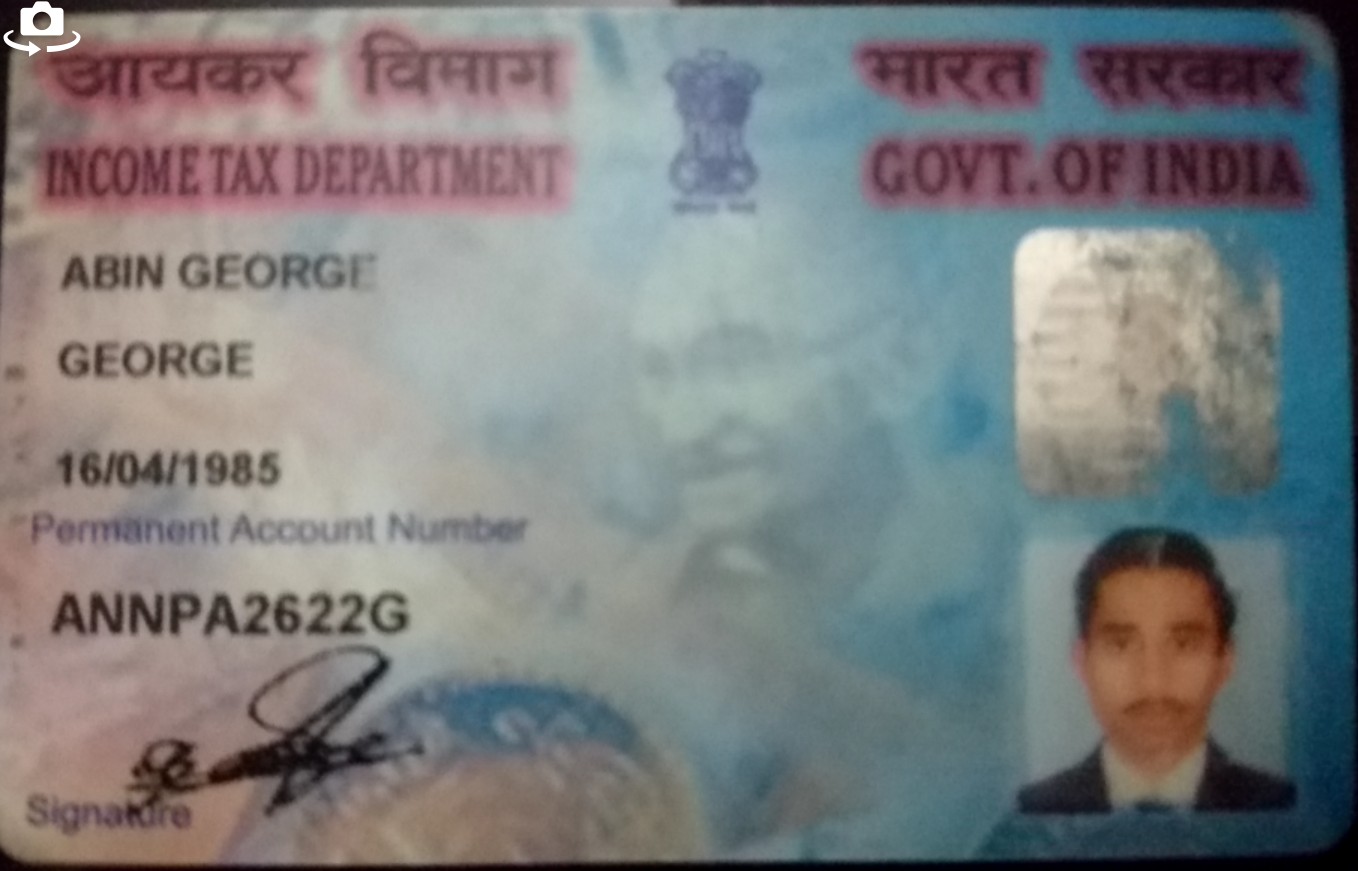 आयकर विभाग
भारत सरकार
INCOME TAX DEPARTMENT
GOVT. OF INDIA
ABIN GEORGE
GEORGE
16/04/1985
Permanent Account Number
ANNPA2622G
Signature